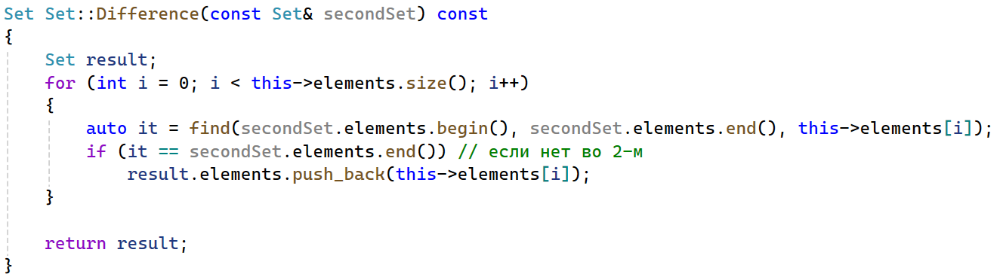 Set Set::Difference(const Set& secondSet) const
{
    Set result;
    for (int i = 0; i < this->elements.size(); i++)
    {
        auto it = find(secondSet.elements.begin(), secondSet.elements.end(), this->elements[i]);
        if (it == secondSet.elements.end()) // если нет во 2-м
            result.elements.push_back(this->elements[i]);
    }

    return result;
}